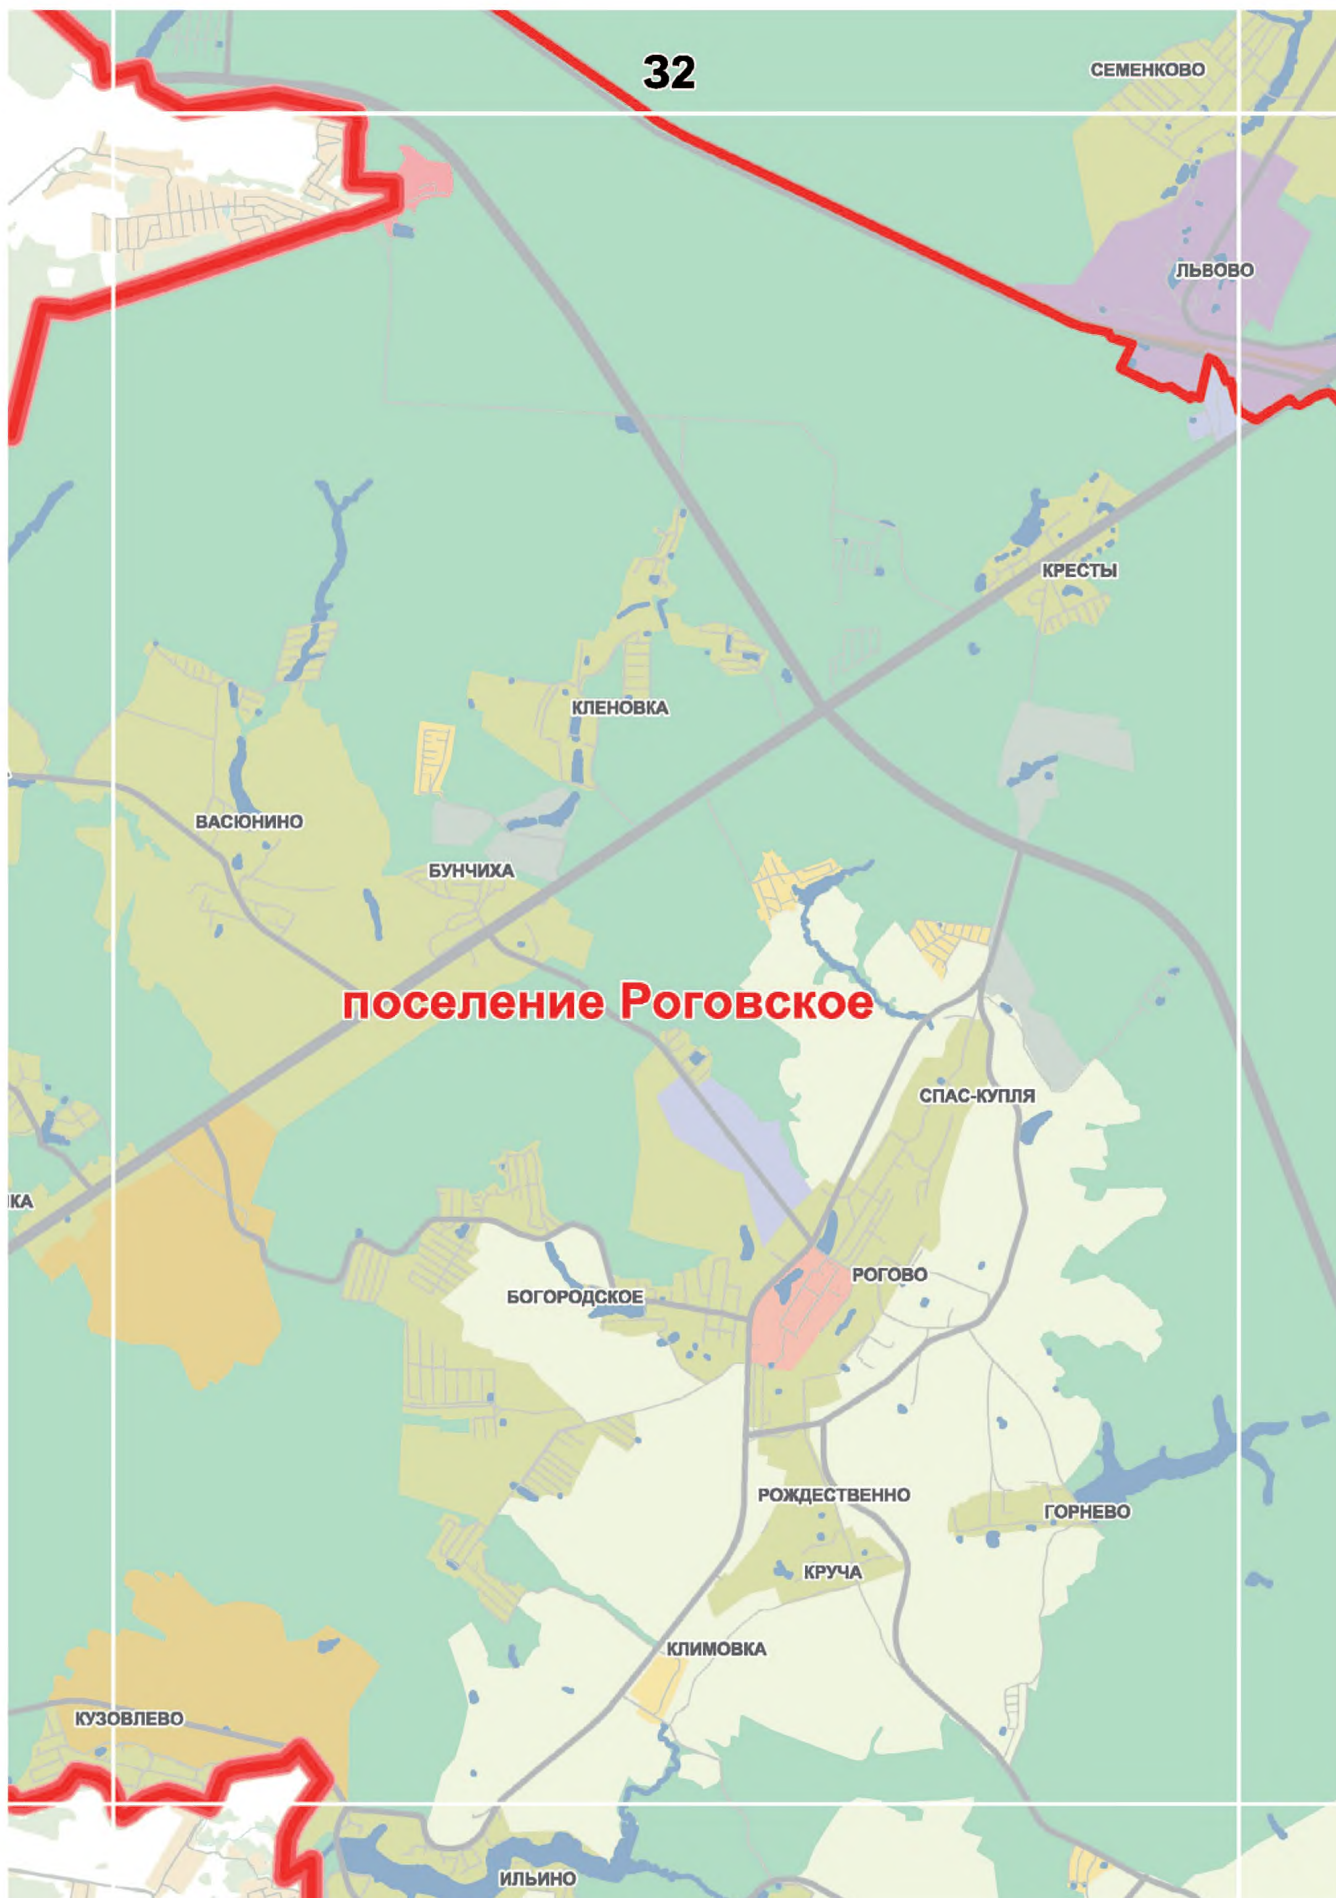 32
СЕМЕНКОВО
ЛЬВОВО
КРЕСТЫ
КЛЕНОВКА
ВАСЮНИНО
БУНЧИХА
поселение Роговское
СПАС-КУПЛЯ
КА
РОГОВО
БОГОРОДСКОЕ
РОЖДЕСТВЕННО
ГОРНЕВО
КРУЧА
КЛИМОВКА
КУЗОВЛЕВО
ИЛЬИНО